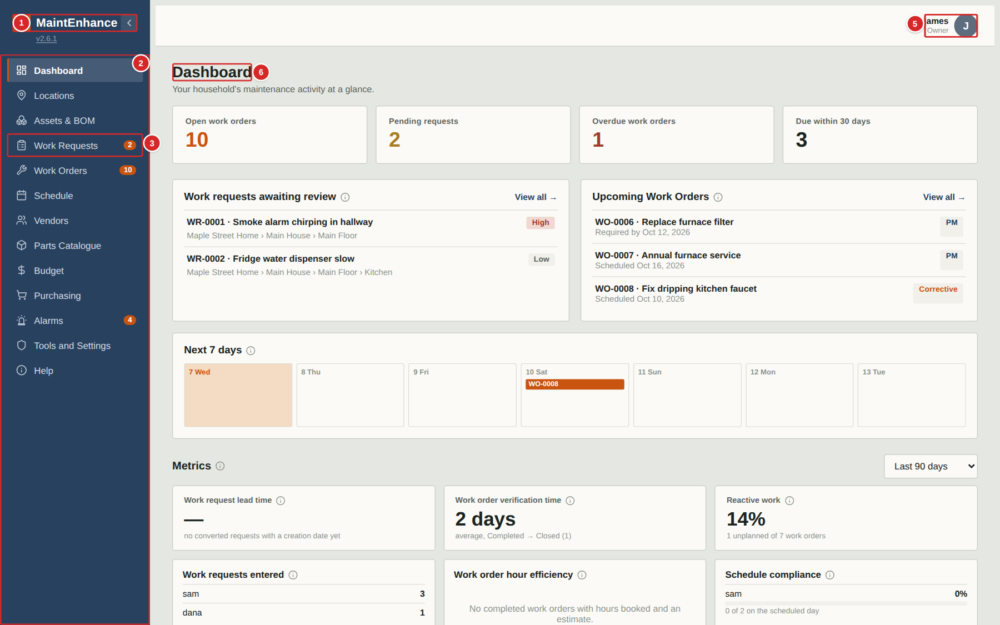 1 MaintEnhance
v2.6.1
2
Dashboard
Locations
Assets & BOM
Work Requests 2 3
Work Orders 10
Schedule
Vendors
Parts Catalogue
Budget
Purchasing
Alarms 4
Tools and Settings
Help
5 ames J
Owner
Dashboard 6
Your household's maintenance activity at a glance.
Open work orders
10
Pending requests
2
Overdue work orders
1
Due within 30 days
3
Work requests awaiting review View all →
WR-0001 · Smoke alarm chirping in hallway High
Maple Street Home › Main House › Main Floor
WR-0002 · Fridge water dispenser slow Low
Maple Street Home › Main House › Main Floor › Kitchen
Upcoming Work Orders View all →
WO-0006 · Replace furnace filter PM
Required by Oct 12, 2026
WO-0007 · Annual furnace service PM
Scheduled Oct 16, 2026
WO-0008 · Fix dripping kitchen faucet Corrective
Scheduled Oct 10, 2026
Next 7 days
7 Wed
8 Thu
9 Fri
10 Sat
WO-0008
11 Sun
12 Mon
13 Tue
Metrics Last 90 days
Work request lead time
—
no converted requests with a creation date yet
Work order verification time
2 days
average, Completed → Closed (1)
Reactive work
14%
1 unplanned of 7 work orders
Work requests entered
sam 3
dana 1
Work order hour efficiency
No completed work orders with hours booked and an
estimate.
Schedule compliance
sam 0%
0 of 2 on the scheduled day